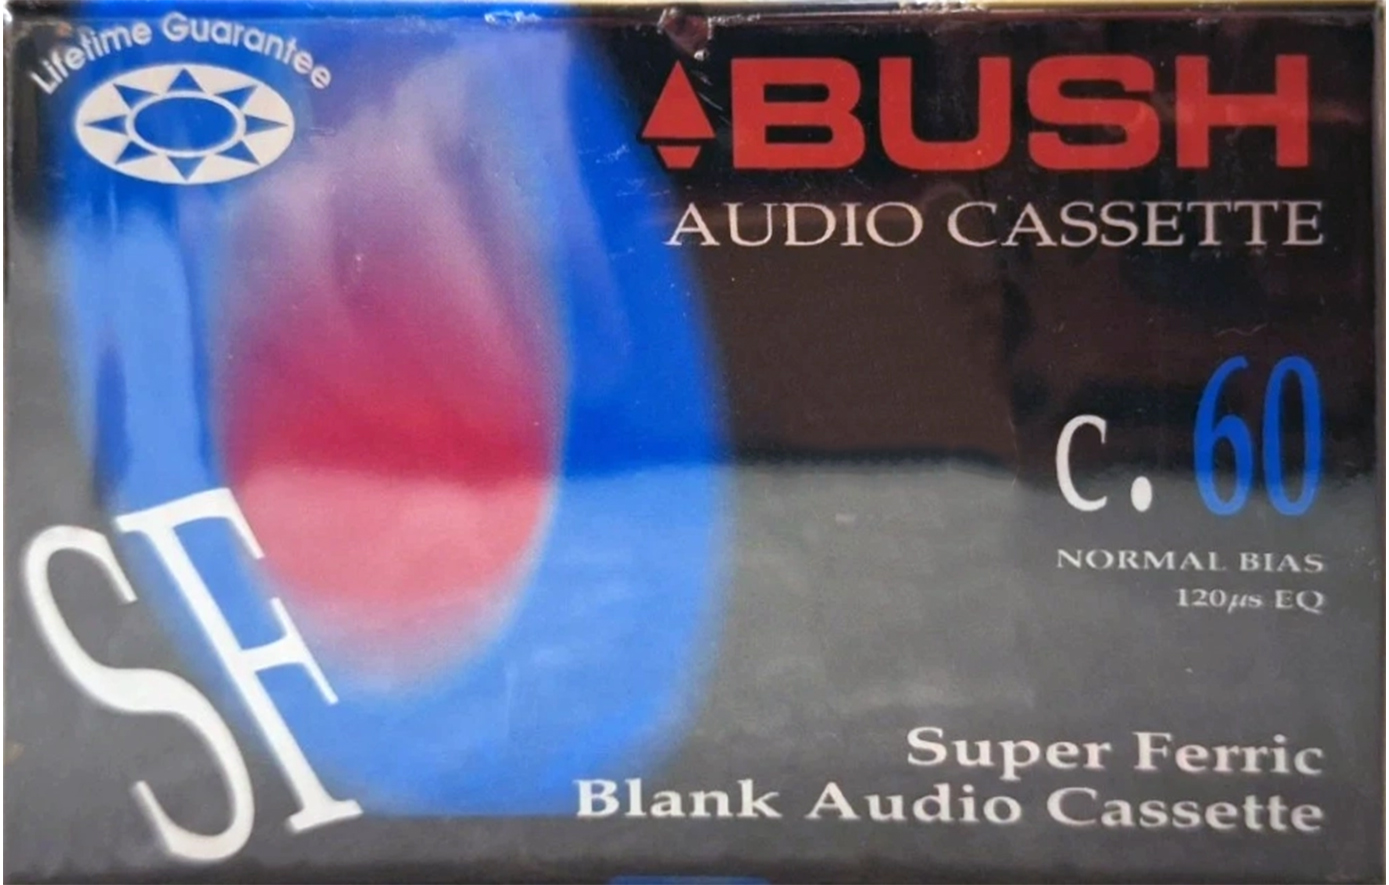 Lifetime Guarantee
BUSH
AUDIO CASSETTE
c. 60
NORMAL BIAS
120µs EQ
SF
Super Ferric
Blank Audio Cassette